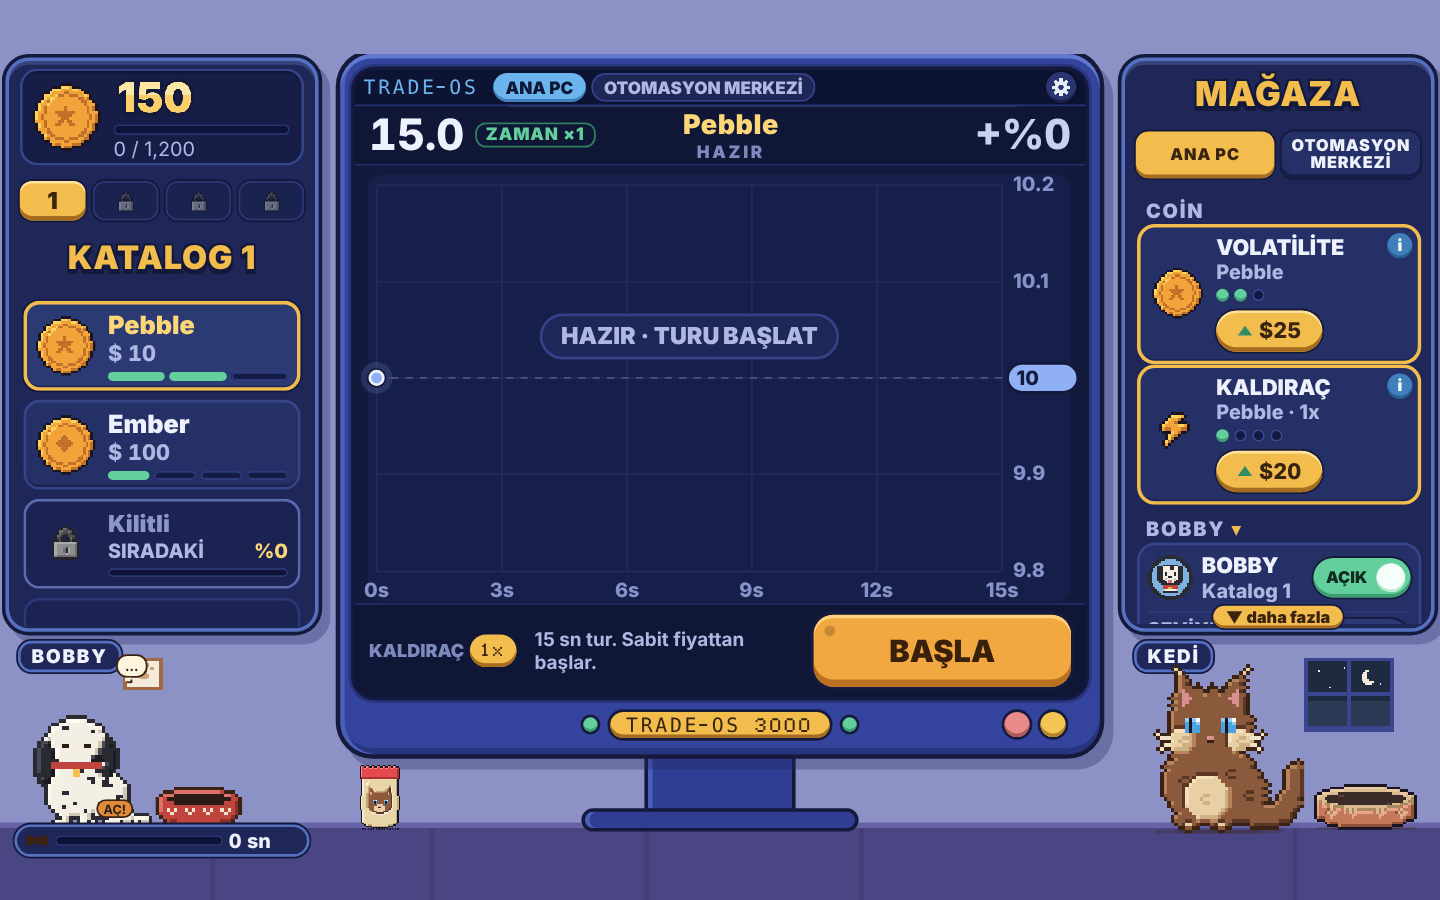 150
0 / 1,200
1
KATALOG 1
Pebble
$ 10
Ember
$ 100
Kilitli
SIRADAKİ %0
TRADE-OS ANA PC OTOMASYON MERKEZİ
15.0 ZAMAN ×1 Pebble +%0
HAZIR
10.2
10.1
HAZIR · TURU BAŞLAT
10
9.9
9.8
0s 3s 6s 9s 12s 15s
KALDIRAÇ 1× 15 sn tur. Sabit fiyattan
başlar.
BAŞLA
TRADE-OS 3000
MAĞAZA
ANA PC
OTOMASYON
MERKEZİ
COİN
VOLATİLİTE i
Pebble
▲ $25
KALDIRAÇ i
Pebble · 1x
▲ $20
BOBBY ▼
BOBBY
Katalog 1
AÇIK
▼ daha fazla
BOBBY
...
AÇ!
0 sn
KEDİ